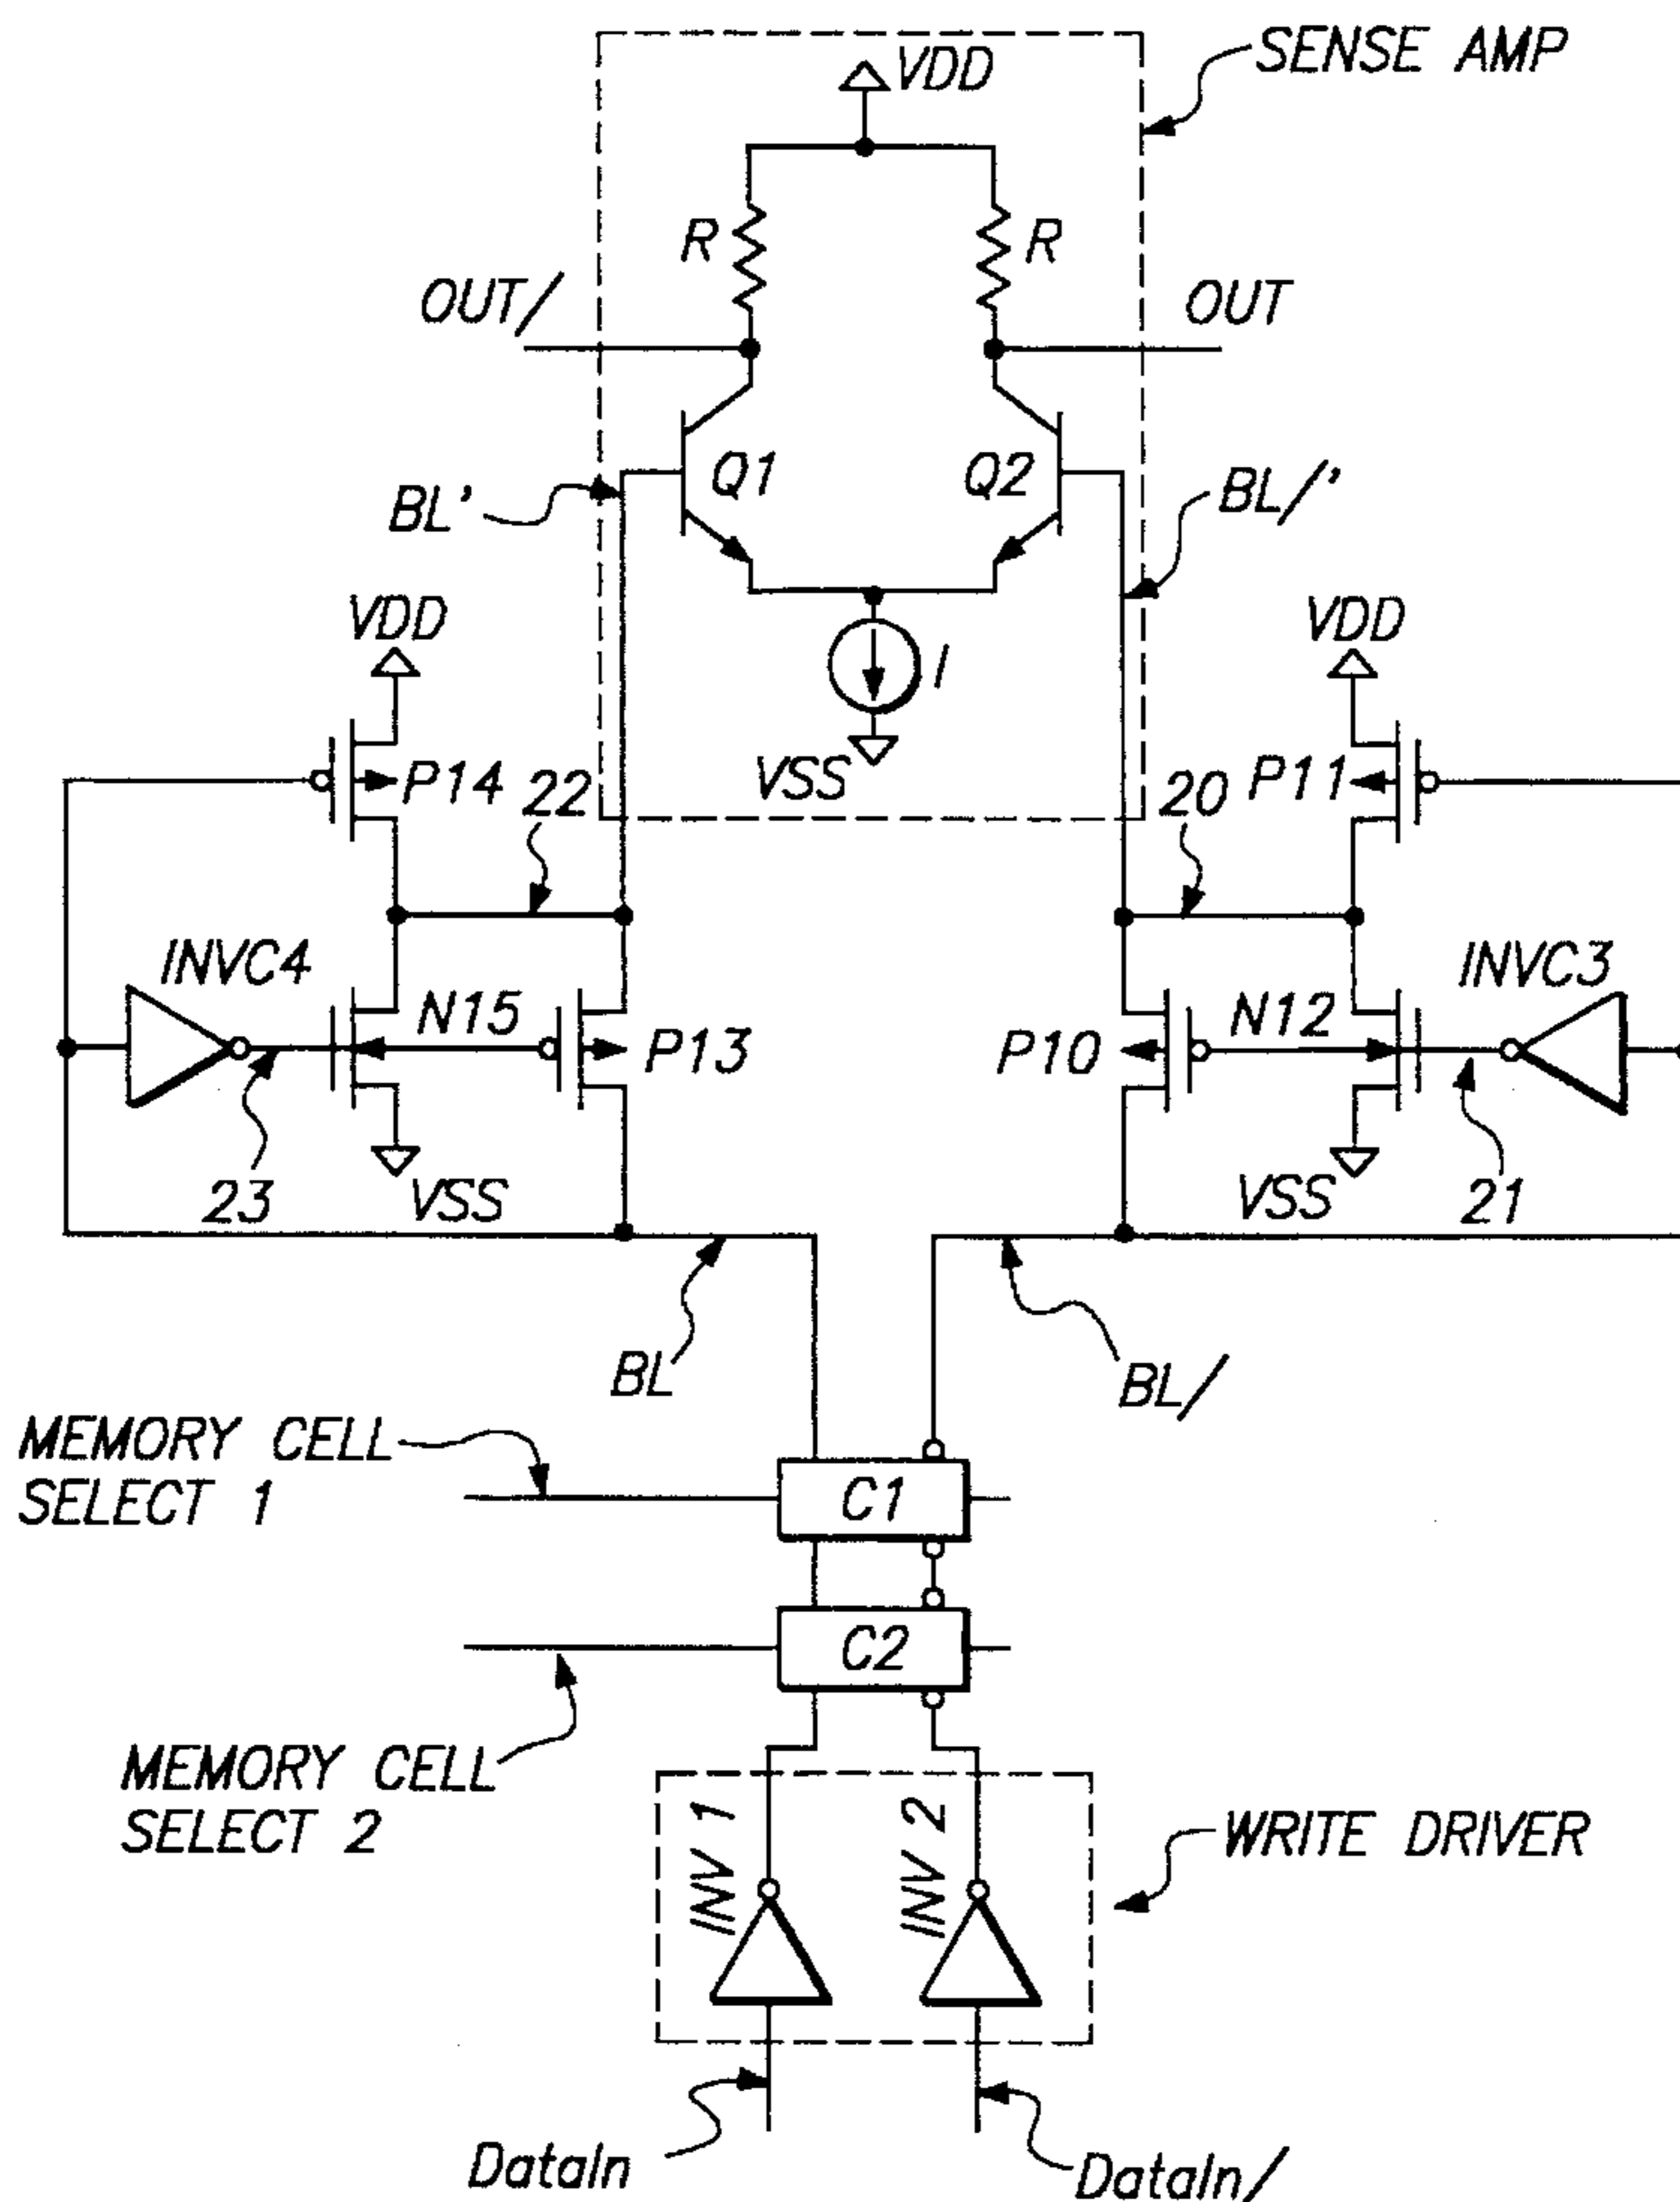 SENSE AMP
VDD
R
R
OUT/
OUT
Q1
Q2
BL'
BL/'
VDD
I
VDD
P14
22
VSS
20
P11
INVC4
N15
P13
P10
N12
INVC3
23
VSS
VSS
21
BL
BL/
MEMORY CELL
SELECT 1
C1
C2
MEMORY CELL
SELECT 2
INV 1
INV 2
WRITE DRIVER
DataIn
DataIn/